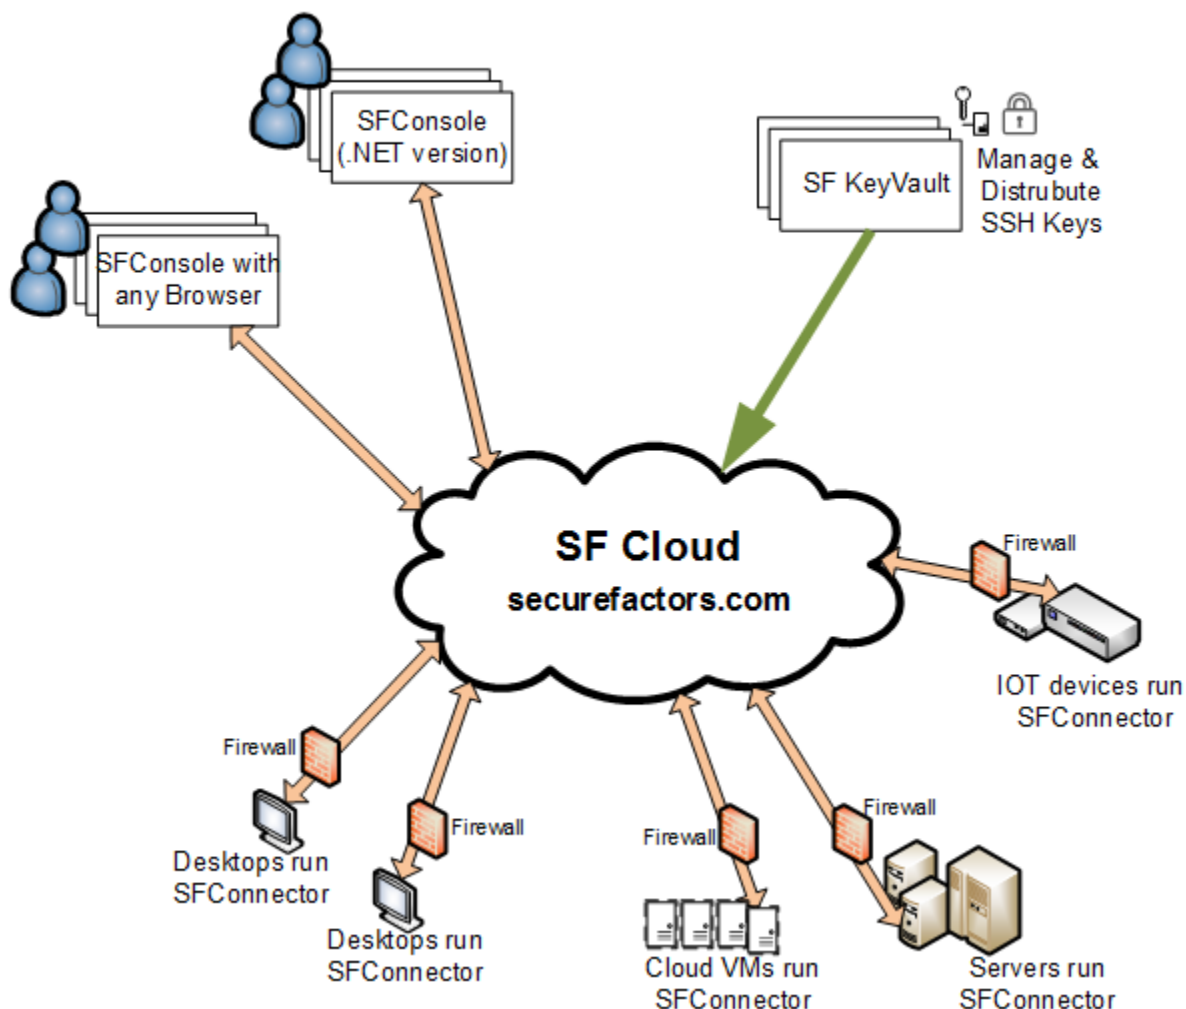 SFConsole
(.NET version)
SF KeyVault
Manage &
Distrubute
SSH Keys
SFConsole with
any Browser
SF Cloud
securefactors.com
Firewall
IOT devices run
SFConnector
Firewall
Desktops run
SFConnector
Firewall
Desktops run
SFConnector
Firewall
Cloud VMs run
SFConnector
Firewall
Servers run
SFConnector